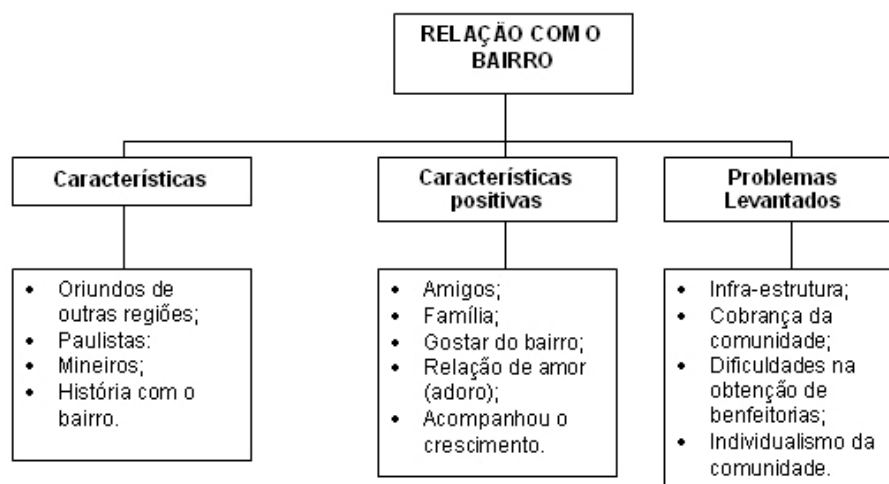 RELAÇÃO COM O
BAIRRO
Características
Oriundos de
outras regiões;
Paulistas:
Mineiros;
História com o
bairro.
Características
positivas
Amigos;
Família;
Gostar do bairro;
Relação de amor
(adoro);
Acompanhou o
crescimento.
Problemas
Levantados
Infra-estrutura;
Cobrança da
comunidade;
Dificuldades na
obtenção de
benfeitorias;
Individualismo da
comunidade.